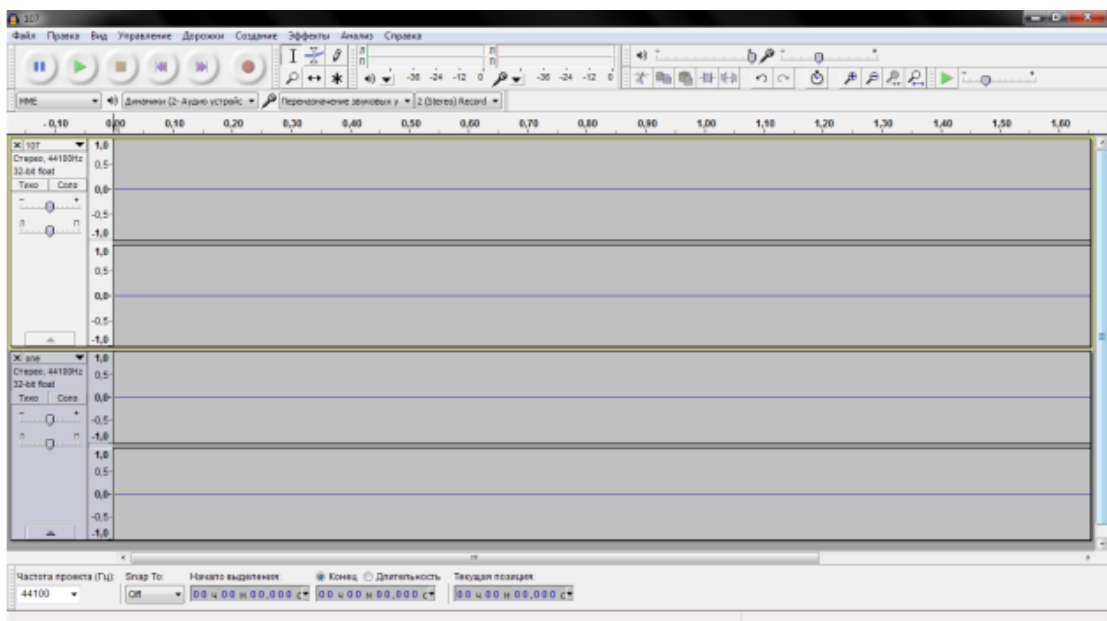 107
Файл Правка Вид Управление Дорожки Создание Эффекты Анализ Справка
-36 -24 -12 0 -36 -24 -12 0
MME Динамики (2- Аудио устройс 2 (Stereo) Record
-0,10 0,00 0,10 0,20 0,30 0,40 0,50 0,60 0,70 0,80 0,90 1,00 1,10 1,20 1,30 1,40 1,50 1,60
107
Стерео, 44100Hz
32-bit float
Тихо Соло
- +
Л П
1,0
0,5
0,0
-0,5
-1,0
1,0
0,5
0,0
-0,5
-1,0
one
Стерео, 44100Hz
32-bit float
Тихо Соло
- +
Л П
1,0
0,5
0,0
-0,5
-1,0
1,0
0,5
0,0
-0,5
-1,0
Частота проекта (Гц): Snap To: Начало выделения: Конец Длительность Текущая позиция:
44100 Off 00 ч 00 м 00,000 с 00 ч 00 м 00,000 с 00 ч 00 м 00,000 с